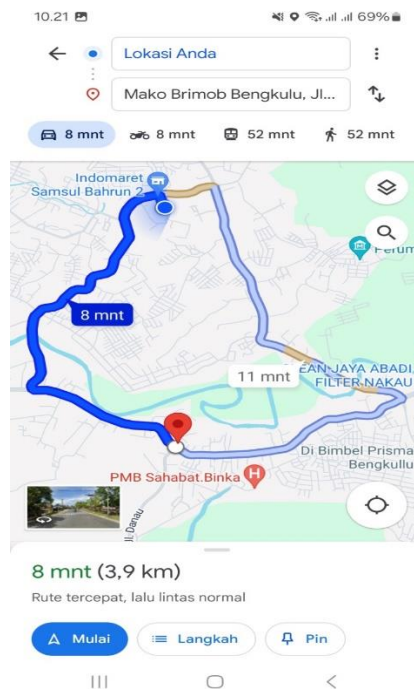 10.21
69%
Lokasi Anda
Mako Brimob Bengkulu, Jl...
8 mnt
8 mnt
52 mnt
52 mnt
Indomaret
Samsul Bahrun 2
Perum
8 mnt
11 mnt
EAN-JAYA ABADI,
FILTER NAKAU
Di Bimbel Prisma
Bengkullu
PMB Sahabat.Binka
H
Jl. Danau
8 mnt (3,9 km)
Rute tercepat, lalu lintas normal
Mulai
Langkah
Pin